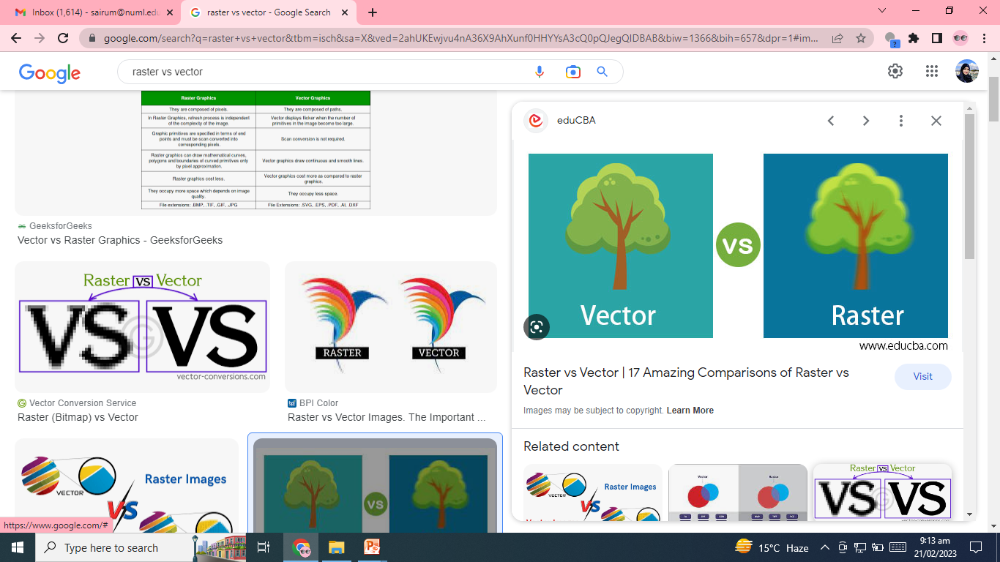 Inbox (1,614) - sairum@numl.edu
raster vs vector - Google Search
google.com/search?q=raster+vs+vector&tbm=isch&sa=X&ved=2ahUKEwjvu4nA36X9AhXunf0HHYYsA3cQ0pQJegQIDBAB&biw=1366&bih=657&dpr=1#im...
Google
raster vs vector
Raster Graphics Vector Graphics
They are composed of pixels. They are composed of paths.
In Raster Graphics, refresh process is independent of the complexity of the image. Vector displays flicker when the number of primitives in the image become too large.
Graphic primitives are specified in terms of end points and must be scan converted into corresponding pixels. Scan conversion is not required.
Raster graphics can draw mathematical curves, polygons and boundaries of curved primitives only by pixel approximation. Vector graphics draw continuous and smooth lines.
Raster graphics cost less. Vector graphics cost more as compared to raster graphics.
They occupy more space which depends on image quality. They occupy less space.
File extensions: .BMP, .TIF, .GIF, .JPG File Extensions: .SVG, .EPS, .PDF, .AI, .DXF
GeeksforGeeks
Vector vs Raster Graphics - GeeksforGeeks
Raster VS Vector
VS VS
vector-conversions.com
Vector Conversion Service
Raster (Bitmap) vs Vector
RASTER VECTOR
BPI Color
Raster vs Vector Images. The Important ...
VECTOR
Raster Images
VS
VS
eduCBA
Vector
VS
Raster
www.educba.com
Raster vs Vector | 17 Amazing Comparisons of Raster vs
Vector
Visit
Images may be subject to copyright. Learn More
Related content
VECTOR
Raster Images
VS
Vector
Raster
Raster VS Vector
VS VS
https://www.google.com/#
Type here to search
15°C Haze
9:13 am
21/02/2023